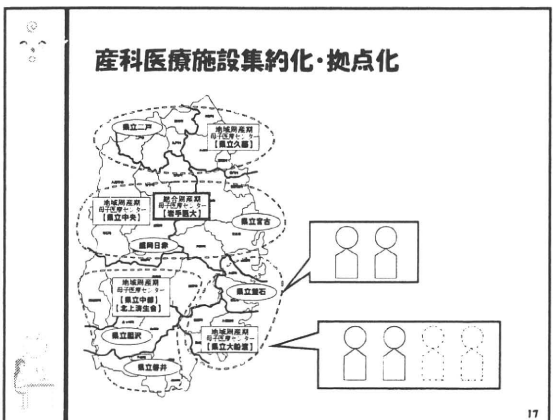 産科医療施設集約化・拠点化
県立二戸
地域周産期
母子医療センター
【県立久慈】
地域周産期
母子医療センター
【県立中央】
総合周産期
母子医療センター
【岩手医大】
県立宮古
盛岡日赤
地域周産期
母子医療センター
【県立中部】
【北上済生会】
県立釜石
県立胆沢
地域周産期
母子医療センター
【県立大船渡】
県立磐井
17